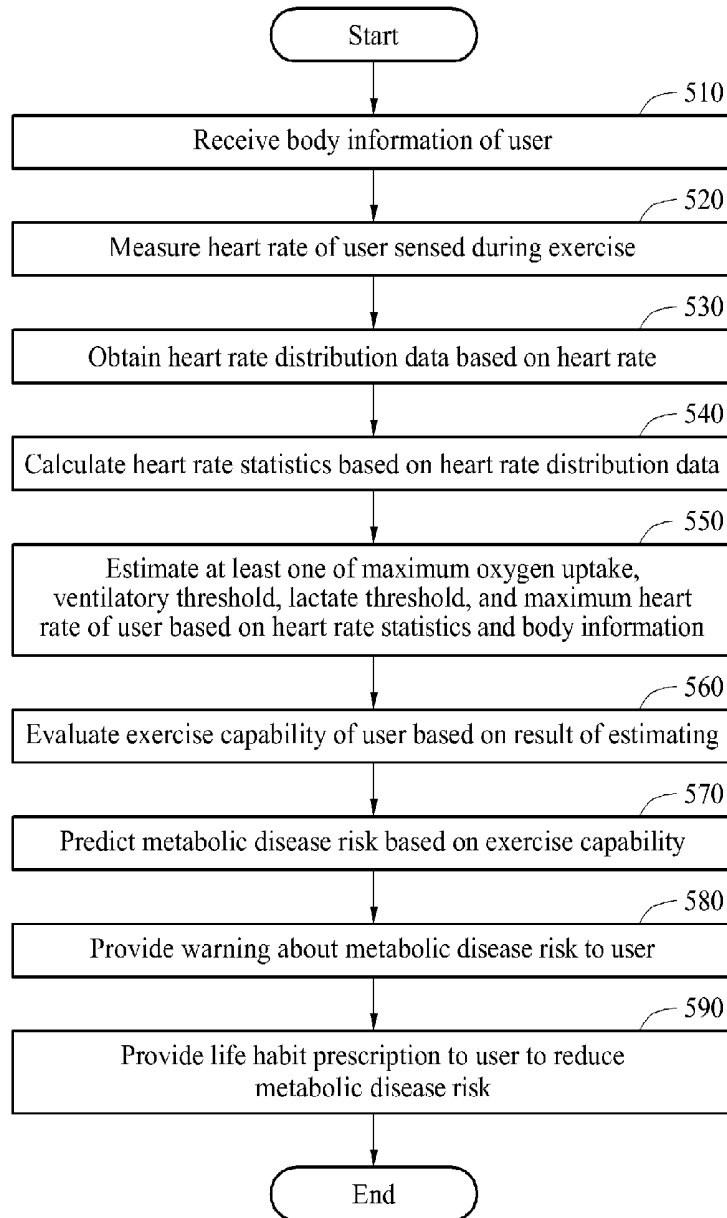 Start
510
Receive body information of user
520
Measure heart rate of user sensed during exercise
530
Obtain heart rate distribution data based on heart rate
540
Calculate heart rate statistics based on heart rate distribution data
550
Estimate at least one of maximum oxygen uptake,
ventilatory threshold, lactate threshold, and maximum heart
rate of user based on heart rate statistics and body information
560
Evaluate exercise capability of user based on result of estimating
570
Predict metabolic disease risk based on exercise capability
580
Provide warning about metabolic disease risk to user
590
Provide life habit prescription to user to reduce
metabolic disease risk
End